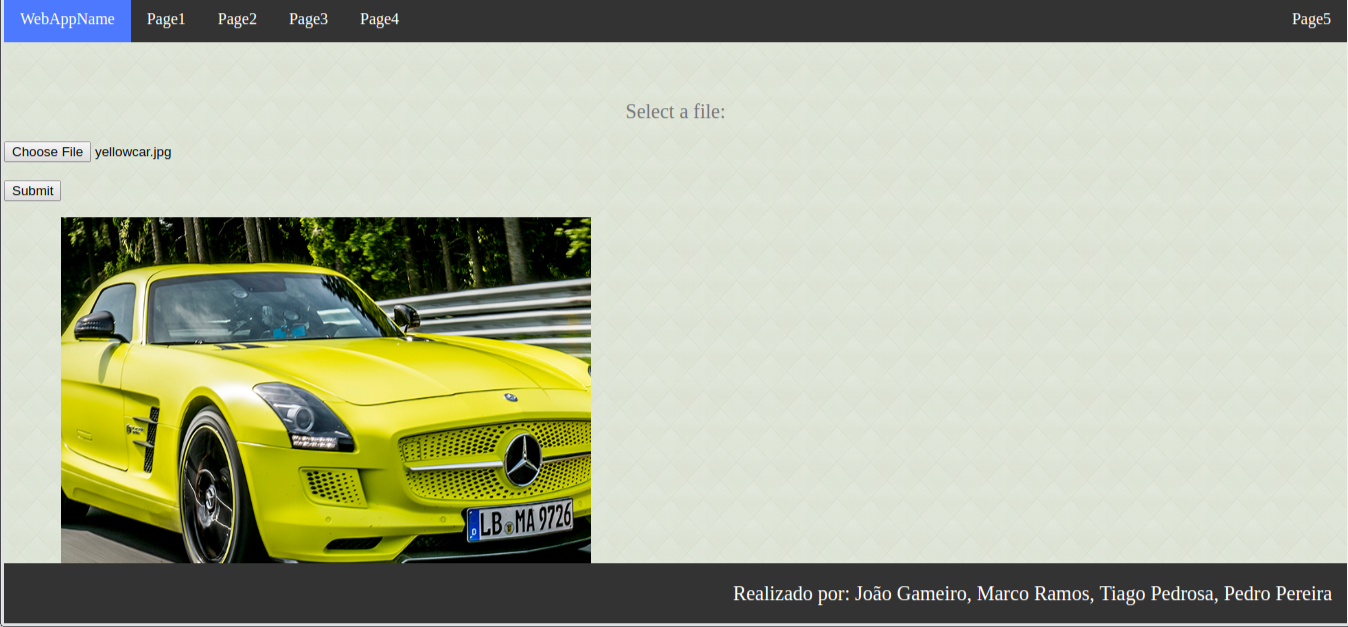 WebAppName Page1 Page2 Page3 Page4 Page5
Select a file:
Choose File yellowcar.jpg
Submit
LB MA 9726
Realizado por: João Gameiro, Marco Ramos, Tiago Pedrosa, Pedro Pereira